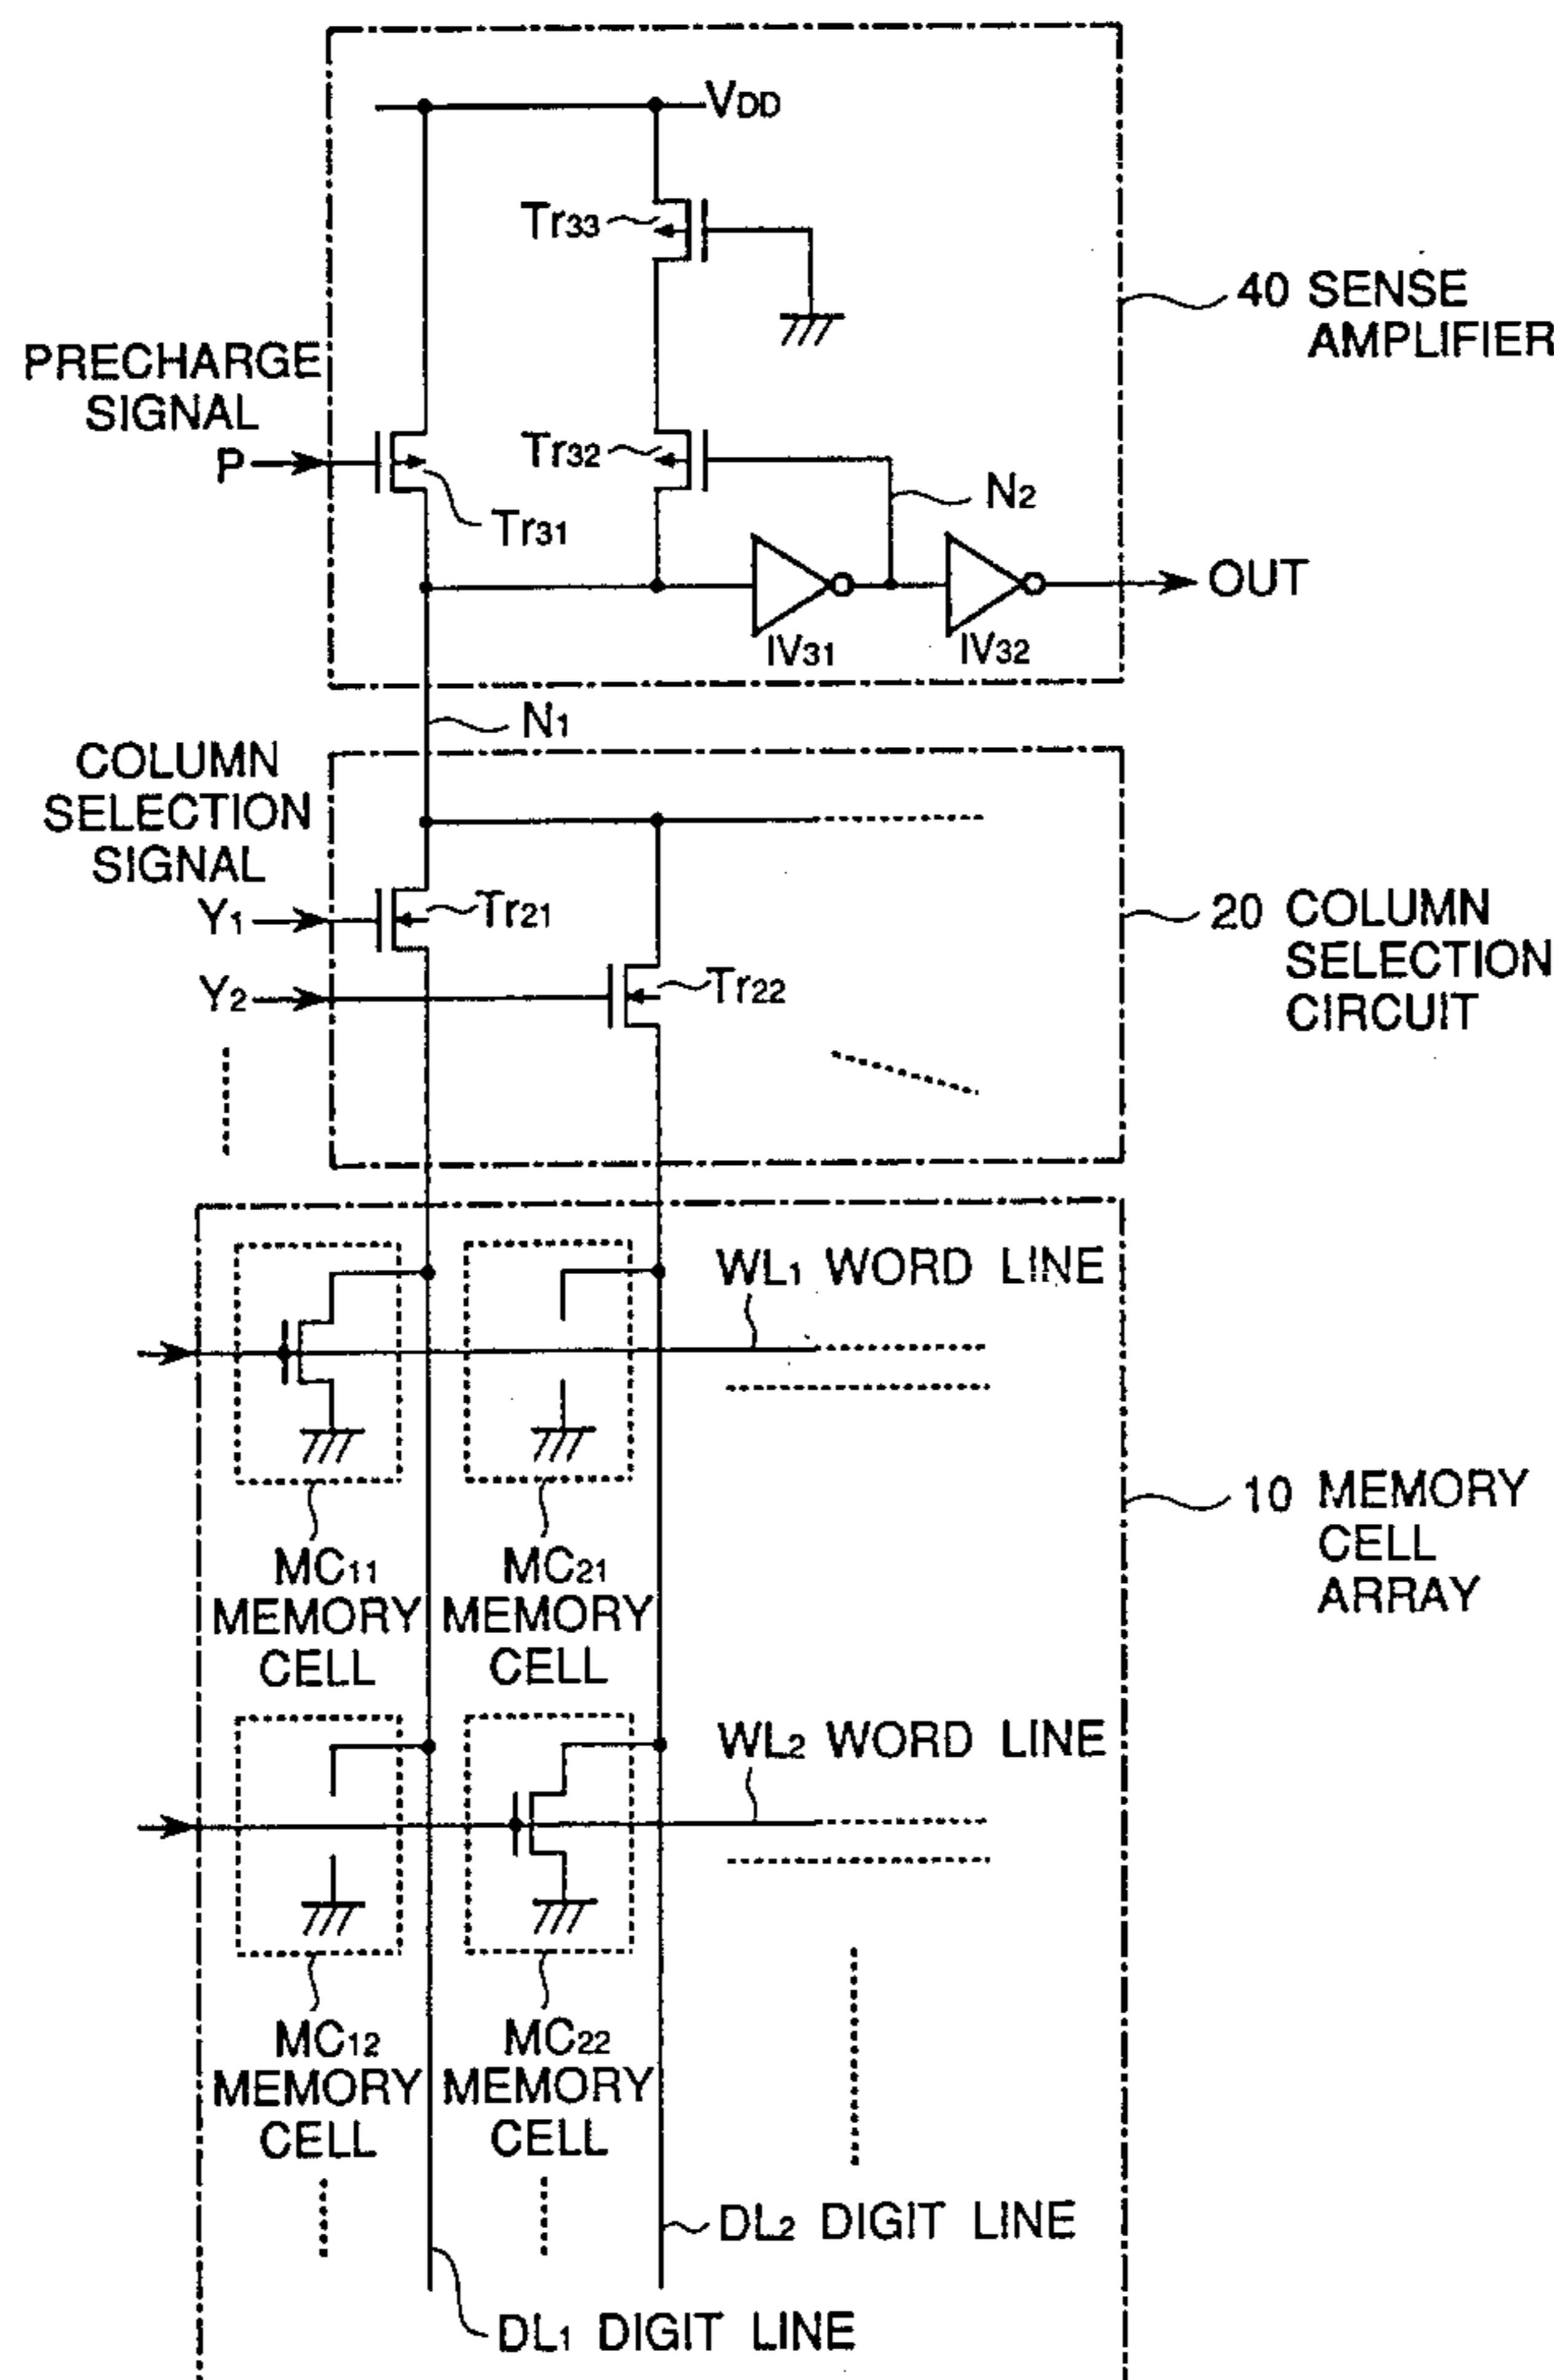 VDD
Tr33
40 SENSE
AMPLIFIER
PRECHARGE
SIGNAL
P
Tr32
N2
Tr31
OUT
IV31
IV32
N1
COLUMN
SELECTION
SIGNAL
Y1
Tr21
20 COLUMN
SELECTION
CIRCUIT
Y2
Tr22
WL1 WORD LINE
10 MEMORY
CELL
ARRAY
MC11
MEMORY
CELL
MC21
MEMORY
CELL
WL2 WORD LINE
MC12
MEMORY
CELL
MC22
MEMORY
CELL
DL2 DIGIT LINE
DL1 DIGIT LINE